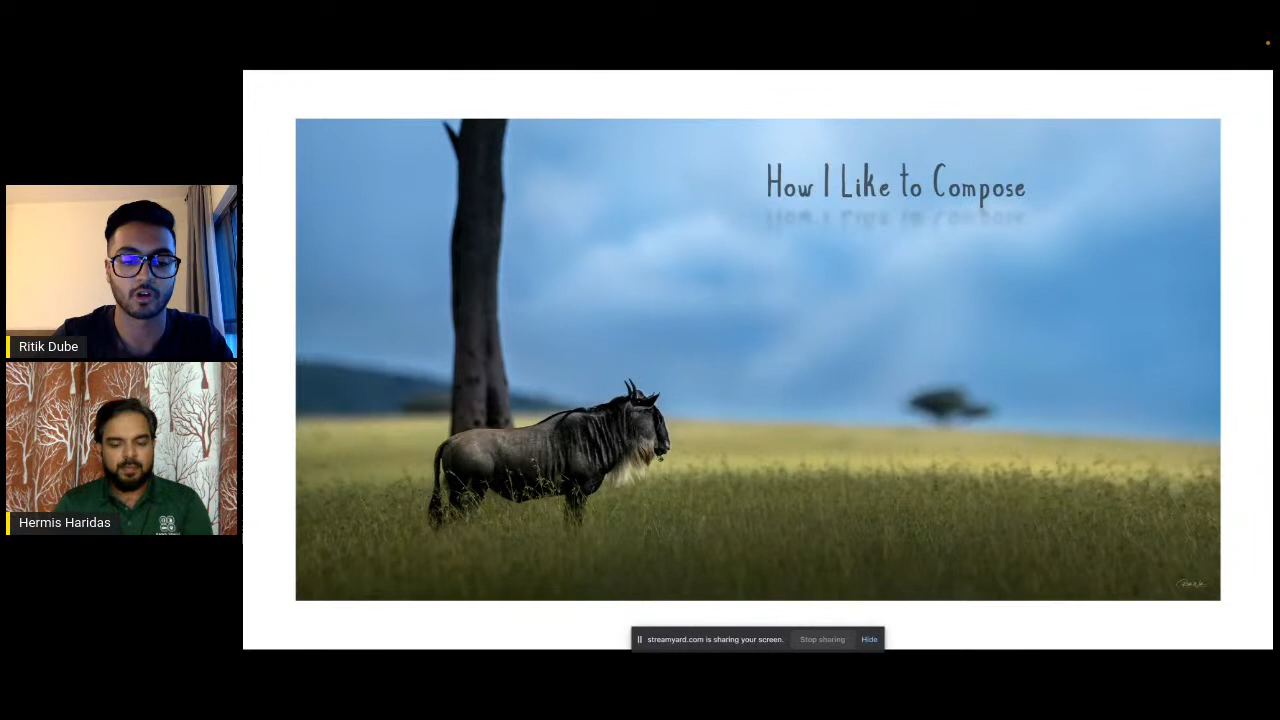 How I Like to Compose
Ritik Dube
Hermis Haridas
streamyard.com is sharing your screen.
Stop sharing
Hide